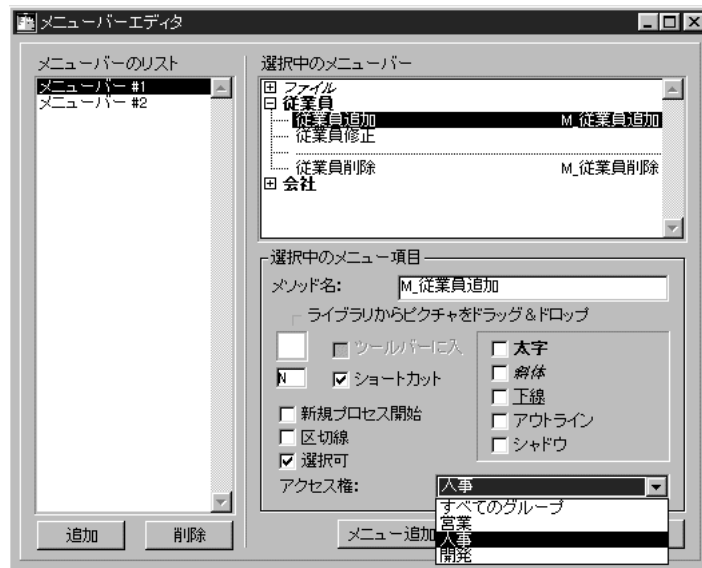 メニューバーエディタ
メニューバーのリスト
メニューバー #1
メニューバー #2
追加
削除
選択中のメニューバー
ファイル
従業員
従業員追加 M_従業員追加
従業員修正
従業員削除 M_従業員削除
会社
選択中のメニュー項目
メソッド名: M_従業員追加
ライブラリからピクチャをドラッグ&ドロップ
ツールバーに入
N ショートカット
新規プロセス開始
区切線
選択可
太字
斜体
下線
アウトライン
シャドウ
アクセス権: 人事
すべてのグループ
営業
人事
開発
メニュー追加